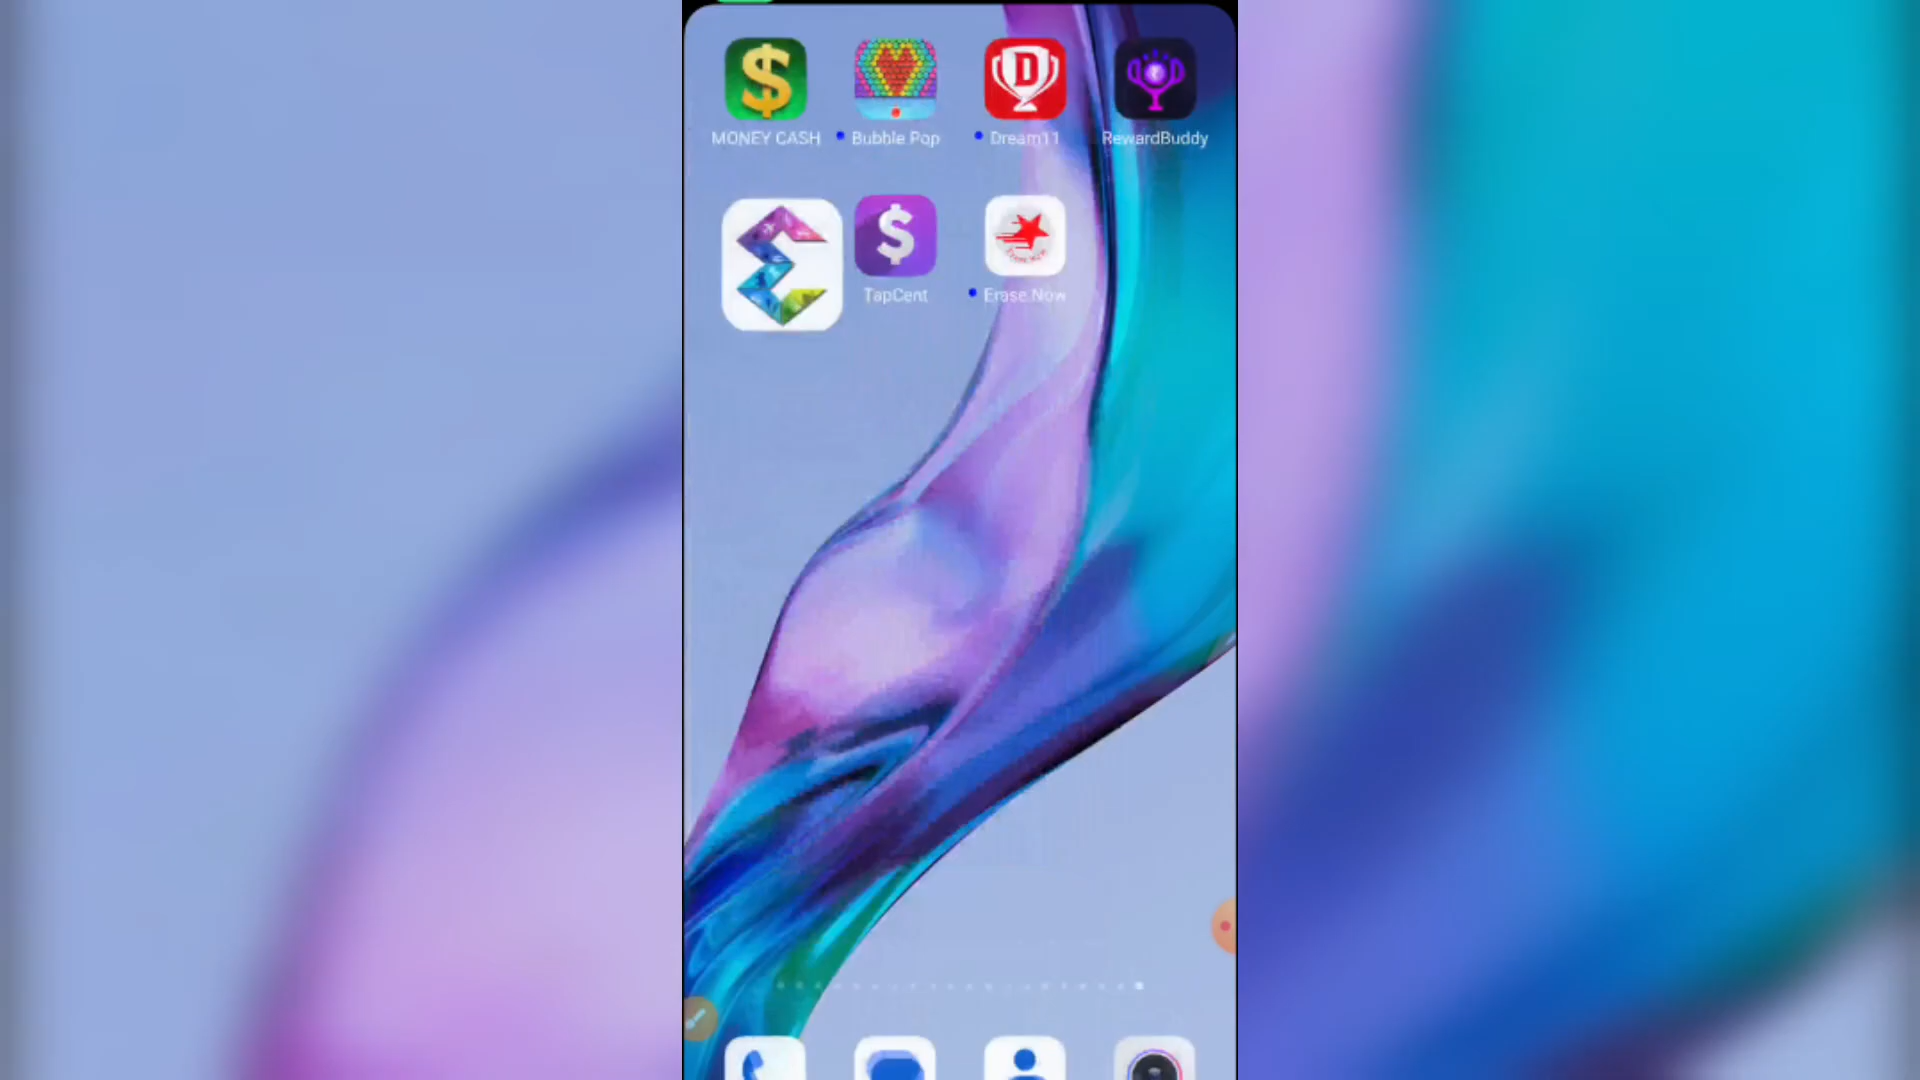 MONEY CASH
Bubble Pop
Dream11
RewardBuddy
TapCent
Erase Now